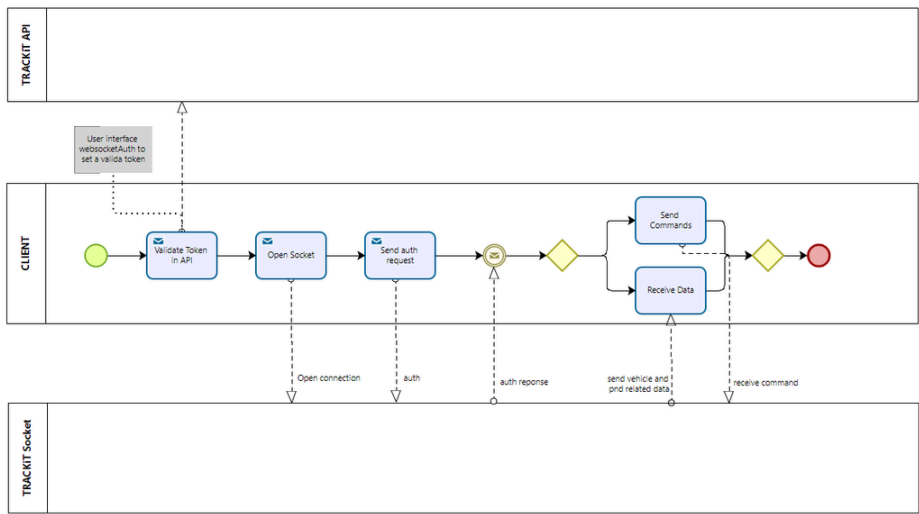 TRACKiT API
User interface
websocketAuth to
set a valida token
CLIENT
Validate Token
in API
Open Socket
Send auth
request
Send
Commands
Receive Data
Open connection
auth
auth reponse
send vehicle and
pnd related data
receive command
TRACKiT Socket